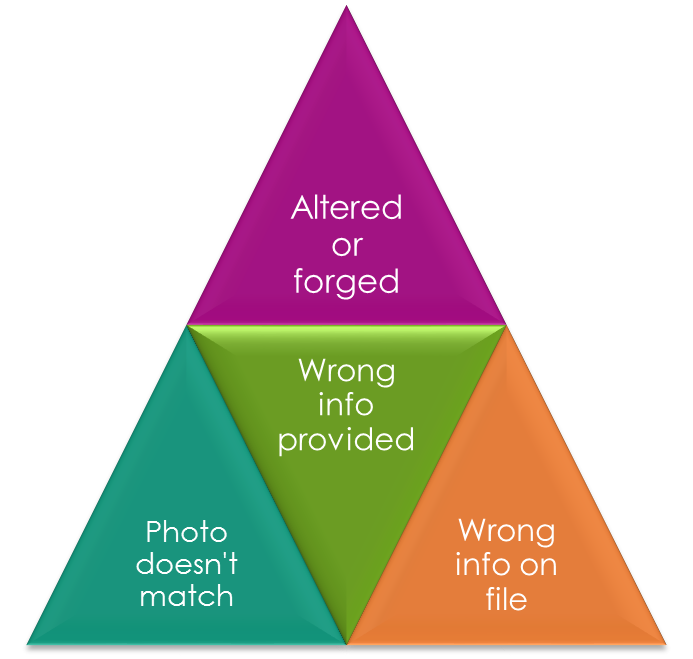 Altered
or
forged
Wrong
info
provided
Photo
doesn't
match
Wrong
info on
file